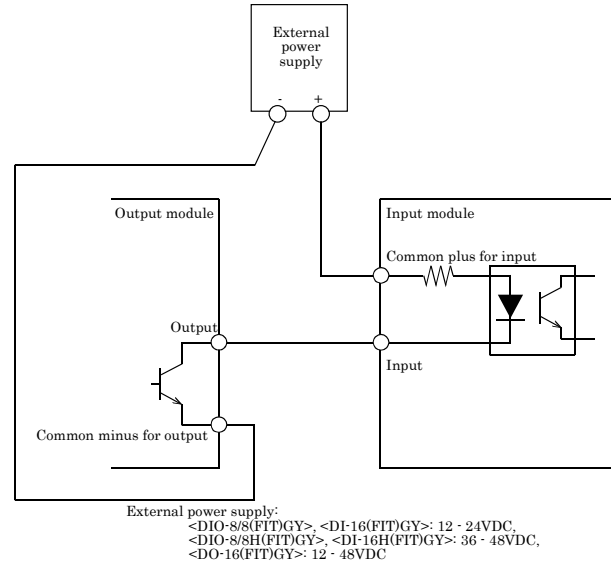 External
power
supply
- +
Output module
Input module
Common plus for input
Output
Input
Common minus for output
External power supply:
<DIO-8/8(FIT)GY>, <DI-16(FIT)GY>: 12 - 24VDC,
<DIO-8/8H(FIT)GY>, <DI-16H(FIT)GY>: 36 - 48VDC,
<DO-16(FIT)GY>: 12 - 48VDC